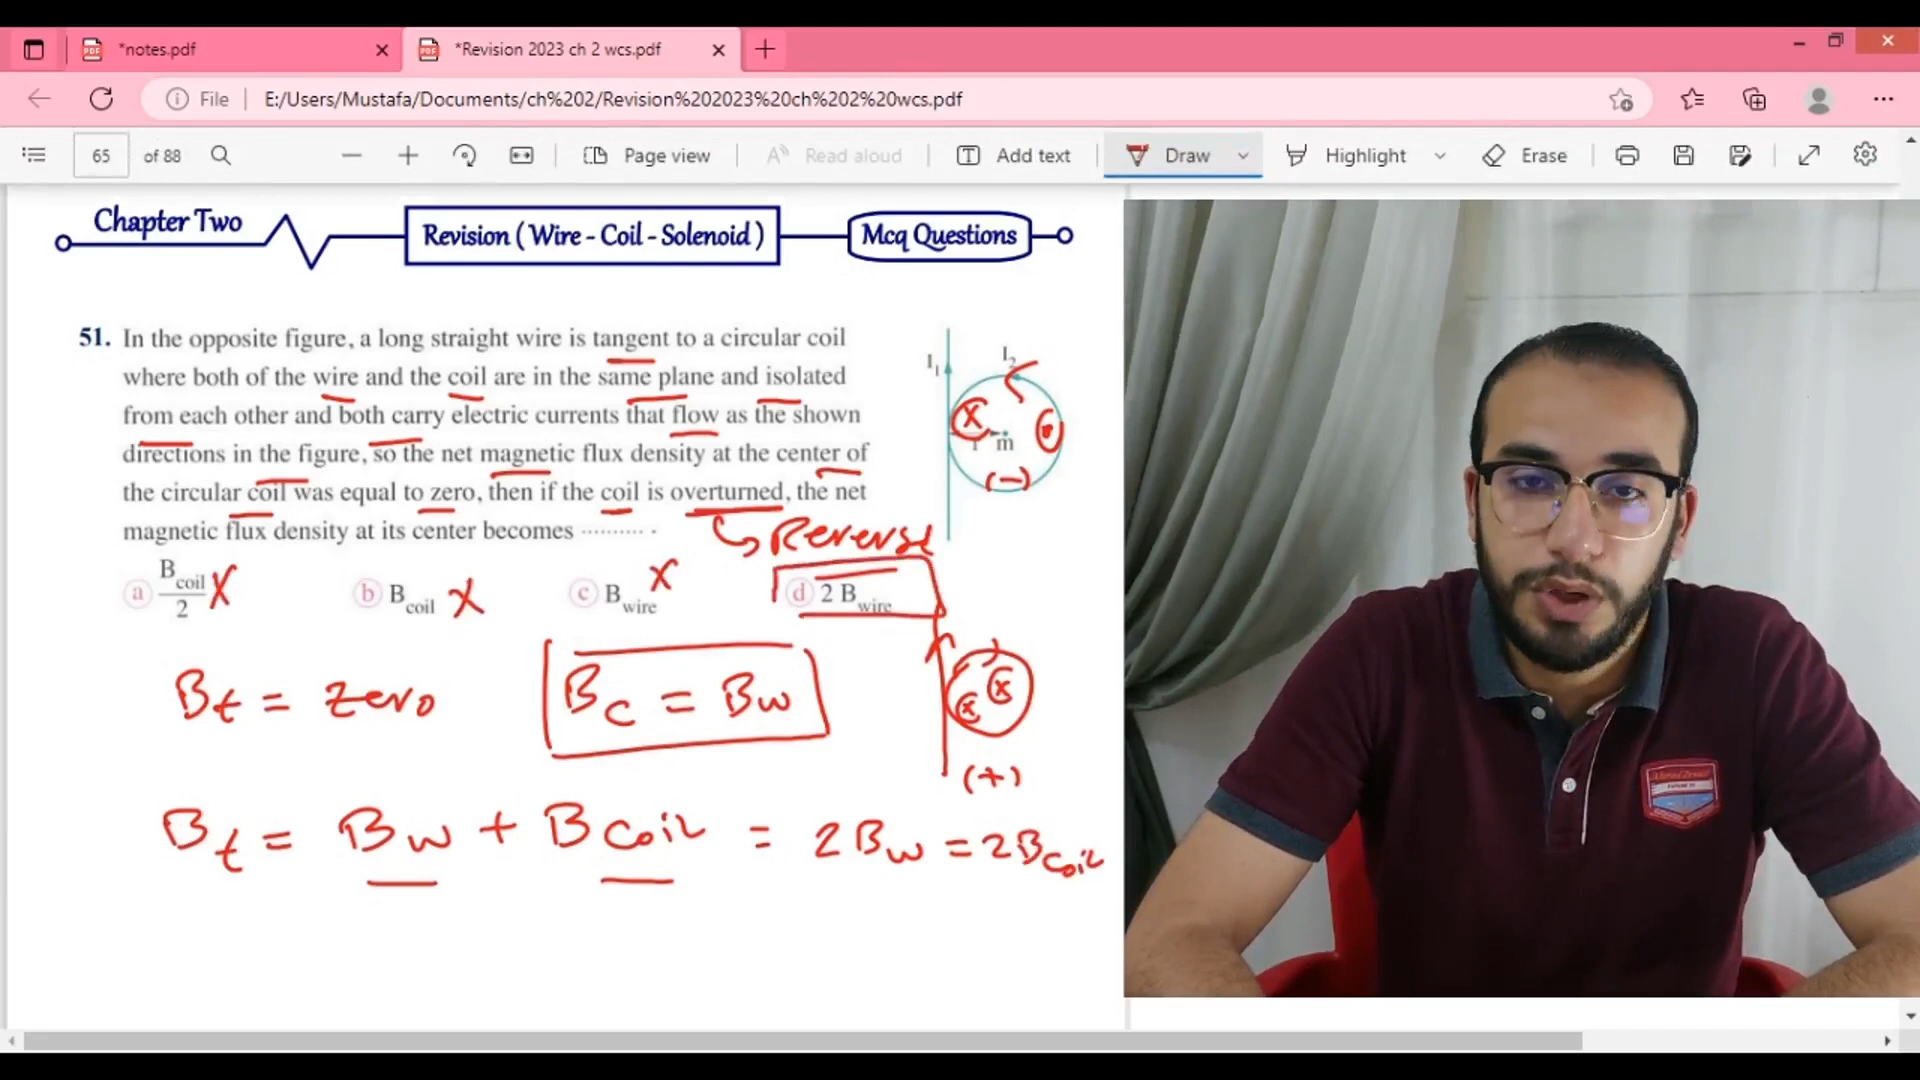 *notes.pdf
*Revision 2023 ch 2 wcs.pdf
File
E:/Users/Mustafa/Documents/ch%202/Revision%202023%20ch%202%20wcs.pdf
65 of 88
Page view
Read aloud
Add text
Draw
Highlight
Erase
Chapter Two
Revision ( Wire - Coil - Solenoid )
Mcq Questions
51. In the opposite figure, a long straight wire is tangent to a circular coil
where both of the wire and the coil are in the same plane and isolated
from each other and both carry electric currents that flow as the shown
directions in the figure, so the net magnetic flux density at the center of
the circular coil was equal to zero, then if the coil is overturned, the net
magnetic flux density at its center becomes ··········
I₁
I₂
X
r
m
(-)
Reverse
a B coil / 2 X
b B coil X
c B wire X
d 2 B wire
Bt = zero
Bc = Bw
x x
(+)
Bt = Bw + Bcoil = 2Bw = 2Bcoil